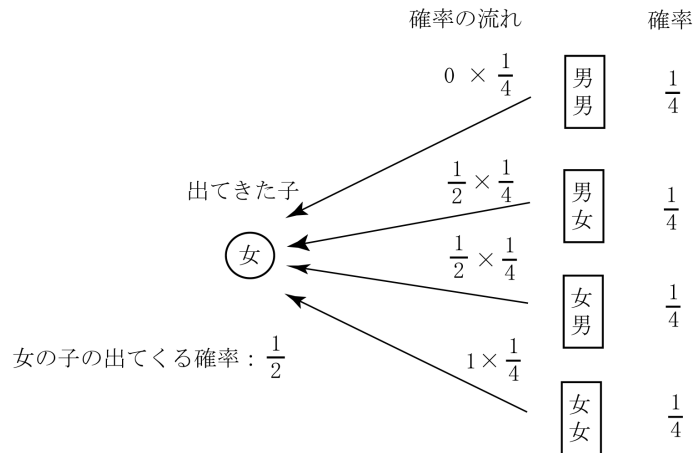 確率の流れ 確率
0 × 1/4 男 1/4
男
1/2 × 1/4 男 1/4
女
出てきた子
女
1/2 × 1/4 女 1/4
男
女の子の出てくる確率：1/2
1 × 1/4 女 1/4
女